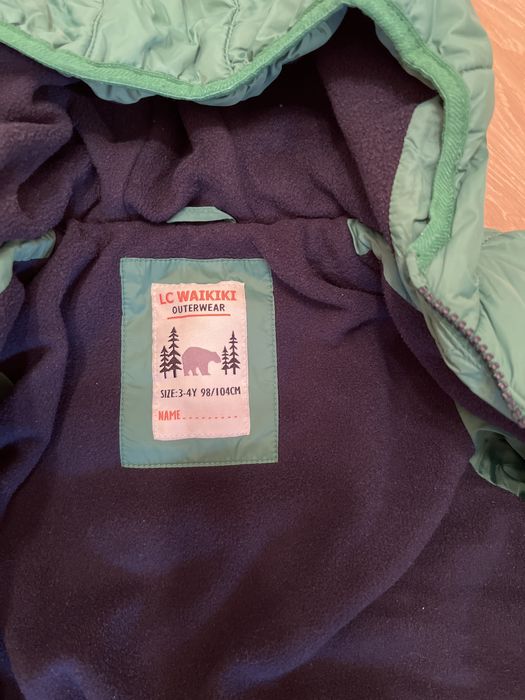 LC WAIKIKI
OUTERWEAR
SIZE:3-4Y 98/104CM
NAME..........